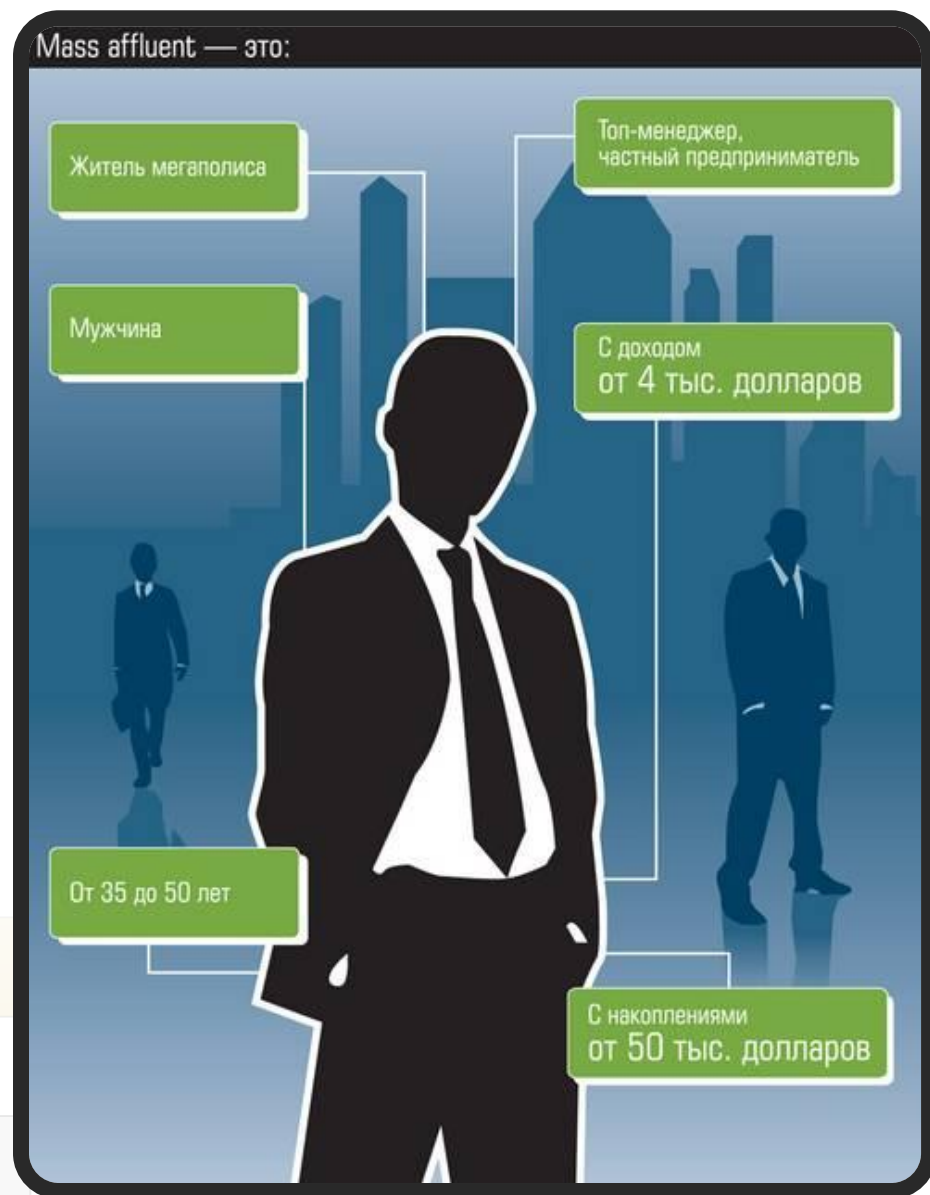 Mass affluent — это:
Житель мегаполиса
Топ-менеджер,
частный предприниматель
Мужчина
С доходом
от 4 тыс. долларов
От 35 до 50 лет
С накоплениями
от 50 тыс. долларов